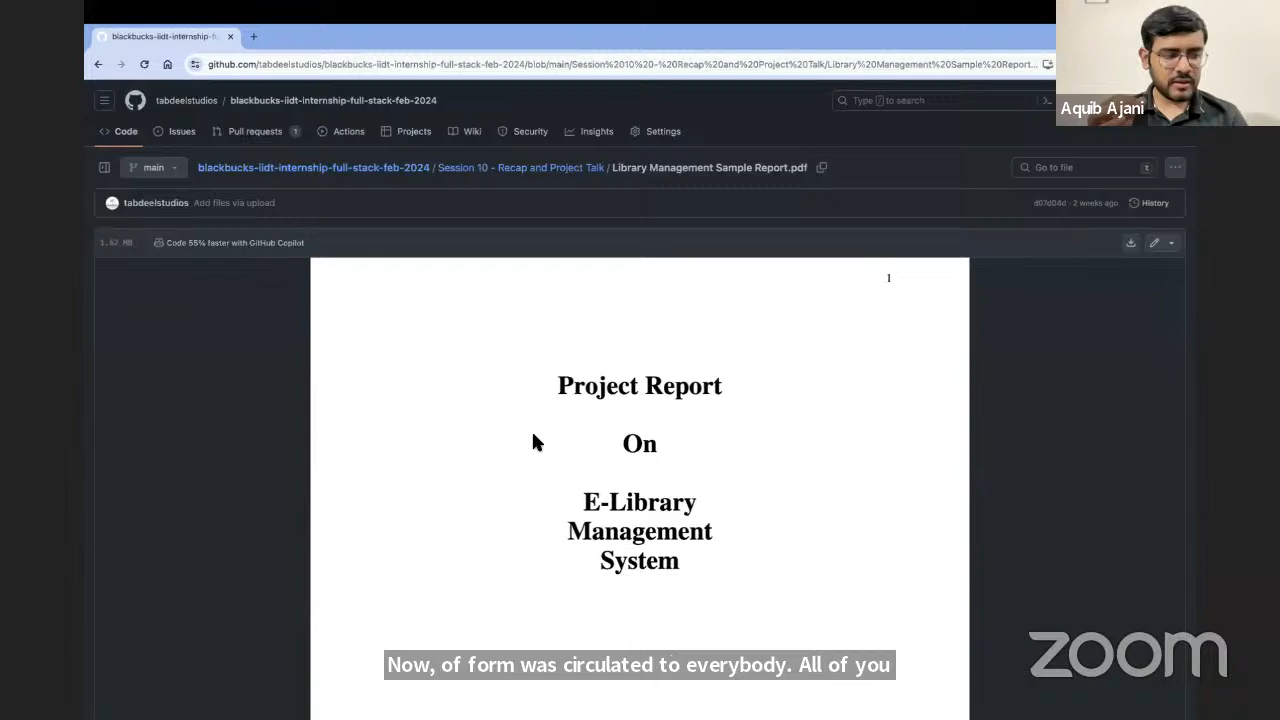 blackbucks-iidt-internship-f
github.com/tabdeelstudios/blackbucks-iidt-internship-full-stack-feb-2024/blob/main/Session%2010%20-%20Recap%20and%20Project%20Talk/Library%20Management%20Sample%20Report...
Aquib Ajani
tabdeelstudios / blackbucks-iidt-internship-full-stack-feb-2024
Type / to search
Code Issues Pull requests 1 Actions Projects Wiki Security Insights Settings
main blackbucks-iidt-internship-full-stack-feb-2024 / Session 10 - Recap and Project Talk / Library Management Sample Report.pdf Go to file t
tabdeelstudios Add files via upload d07d04d · 2 weeks ago History
1.67 MB Code 55% faster with GitHub Copilot
1
Project Report
On
E-Library
Management
System
Now, of form was circulated to everybody. All of you
zoom